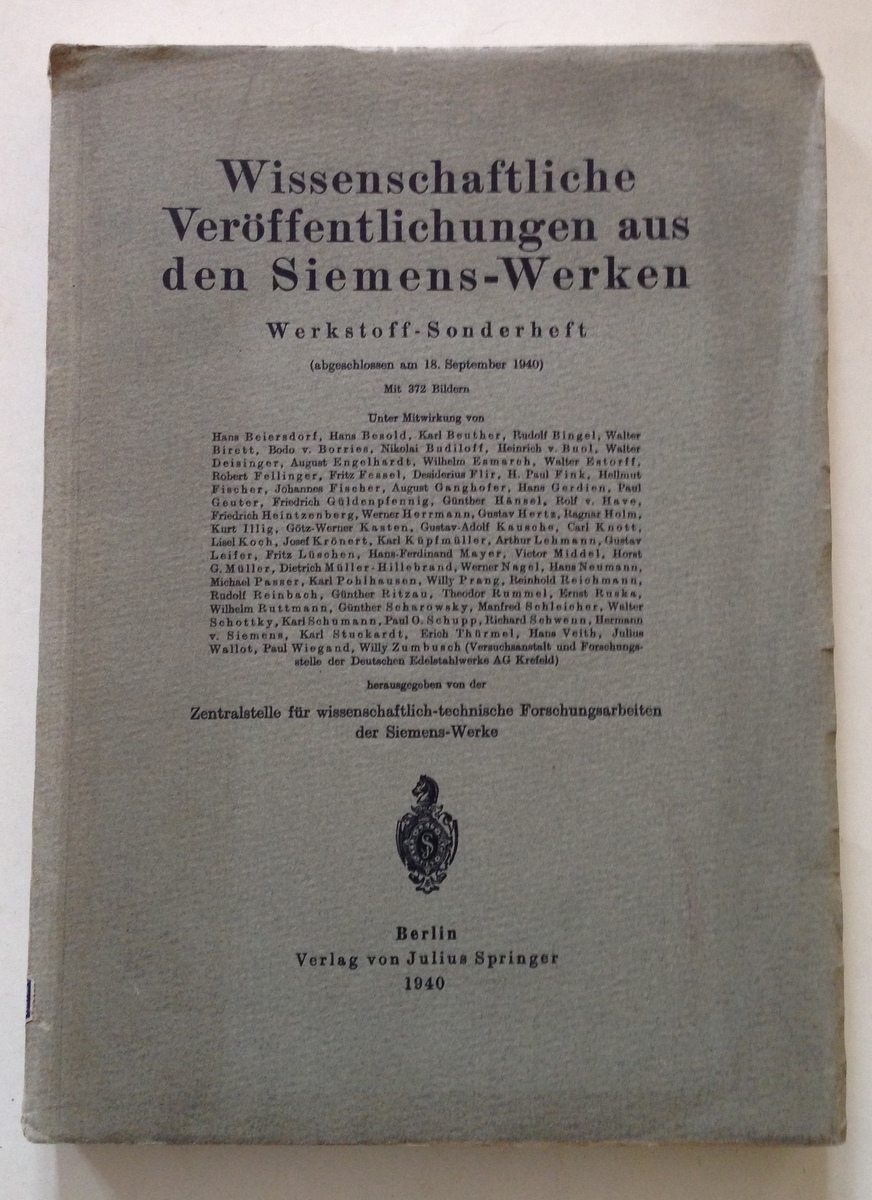 Wissenschaftliche
Veröffentlichungen aus
den Siemens-Werken
Werkstoff-Sonderheft
(abgeschlossen am 18. September 1940)
Mit 372 Bildern
Unter Mitwirkung von
Hans Beiersdorf, Hans Besold, Karl Beuther, Rudolf Bingel, Walter
Birett, Bodo v. Borries, Nikolai Budiloff, Heinrich v. Buol, Walter
Deisinger, August Engelhardt, Wilhelm Esmarch, Walter Estorff,
Robert Fellinger, Fritz Fessel, Desiderius Flir, H. Paul Fink, Hellmut
Fischer, Johannes Fischer, August Ganghofer, Hans Gerdien, Paul
Geuter, Friedrich Güldenpfennig, Günther Hänsel, Rolf v. Have,
Friedrich Heintzenberg, Werner Herrmann, Gustav Hertz, Ragnar Holm,
Kurt Illig, Götz-Werner Kasten, Gustav-Adolf Kausche, Carl Knott,
Lisel Koch, Josef Krönert, Karl Küpfmüller, Arthur Lehmann, Gustav
Leifer, Fritz Lüschen, Hans-Ferdinand Mayer, Victor Middel, Horst
G. Müller, Dietrich Müller-Hillebrand, Werner Nagel, Hans Neumann,
Michael Passer, Karl Pohlhausen, Willy Prang, Reinhold Reichmann,
Rudolf Reinbach, Günther Ritzau, Theodor Rummel, Ernst Ruska,
Wilhelm Ruttmann, Günther Scharowsky, Manfred Schleicher, Walter
Schottky, Karl Schumann, Paul O. Schupp, Richard Schwenn, Hermann
v. Siemens, Karl Stuckardt, Erich Thürmel, Hans Veith, Julius
Wallot, Paul Wiegand, Willy Zumbusch (Versuchsanstalt und Forschungs-
stelle der Deutschen Edelstahlwerke AG Krefeld)
herausgegeben von der
Zentralstelle für wissenschaftlich-technische Forschungsarbeiten
der Siemens-Werke
Berlin
Verlag von Julius Springer
1940